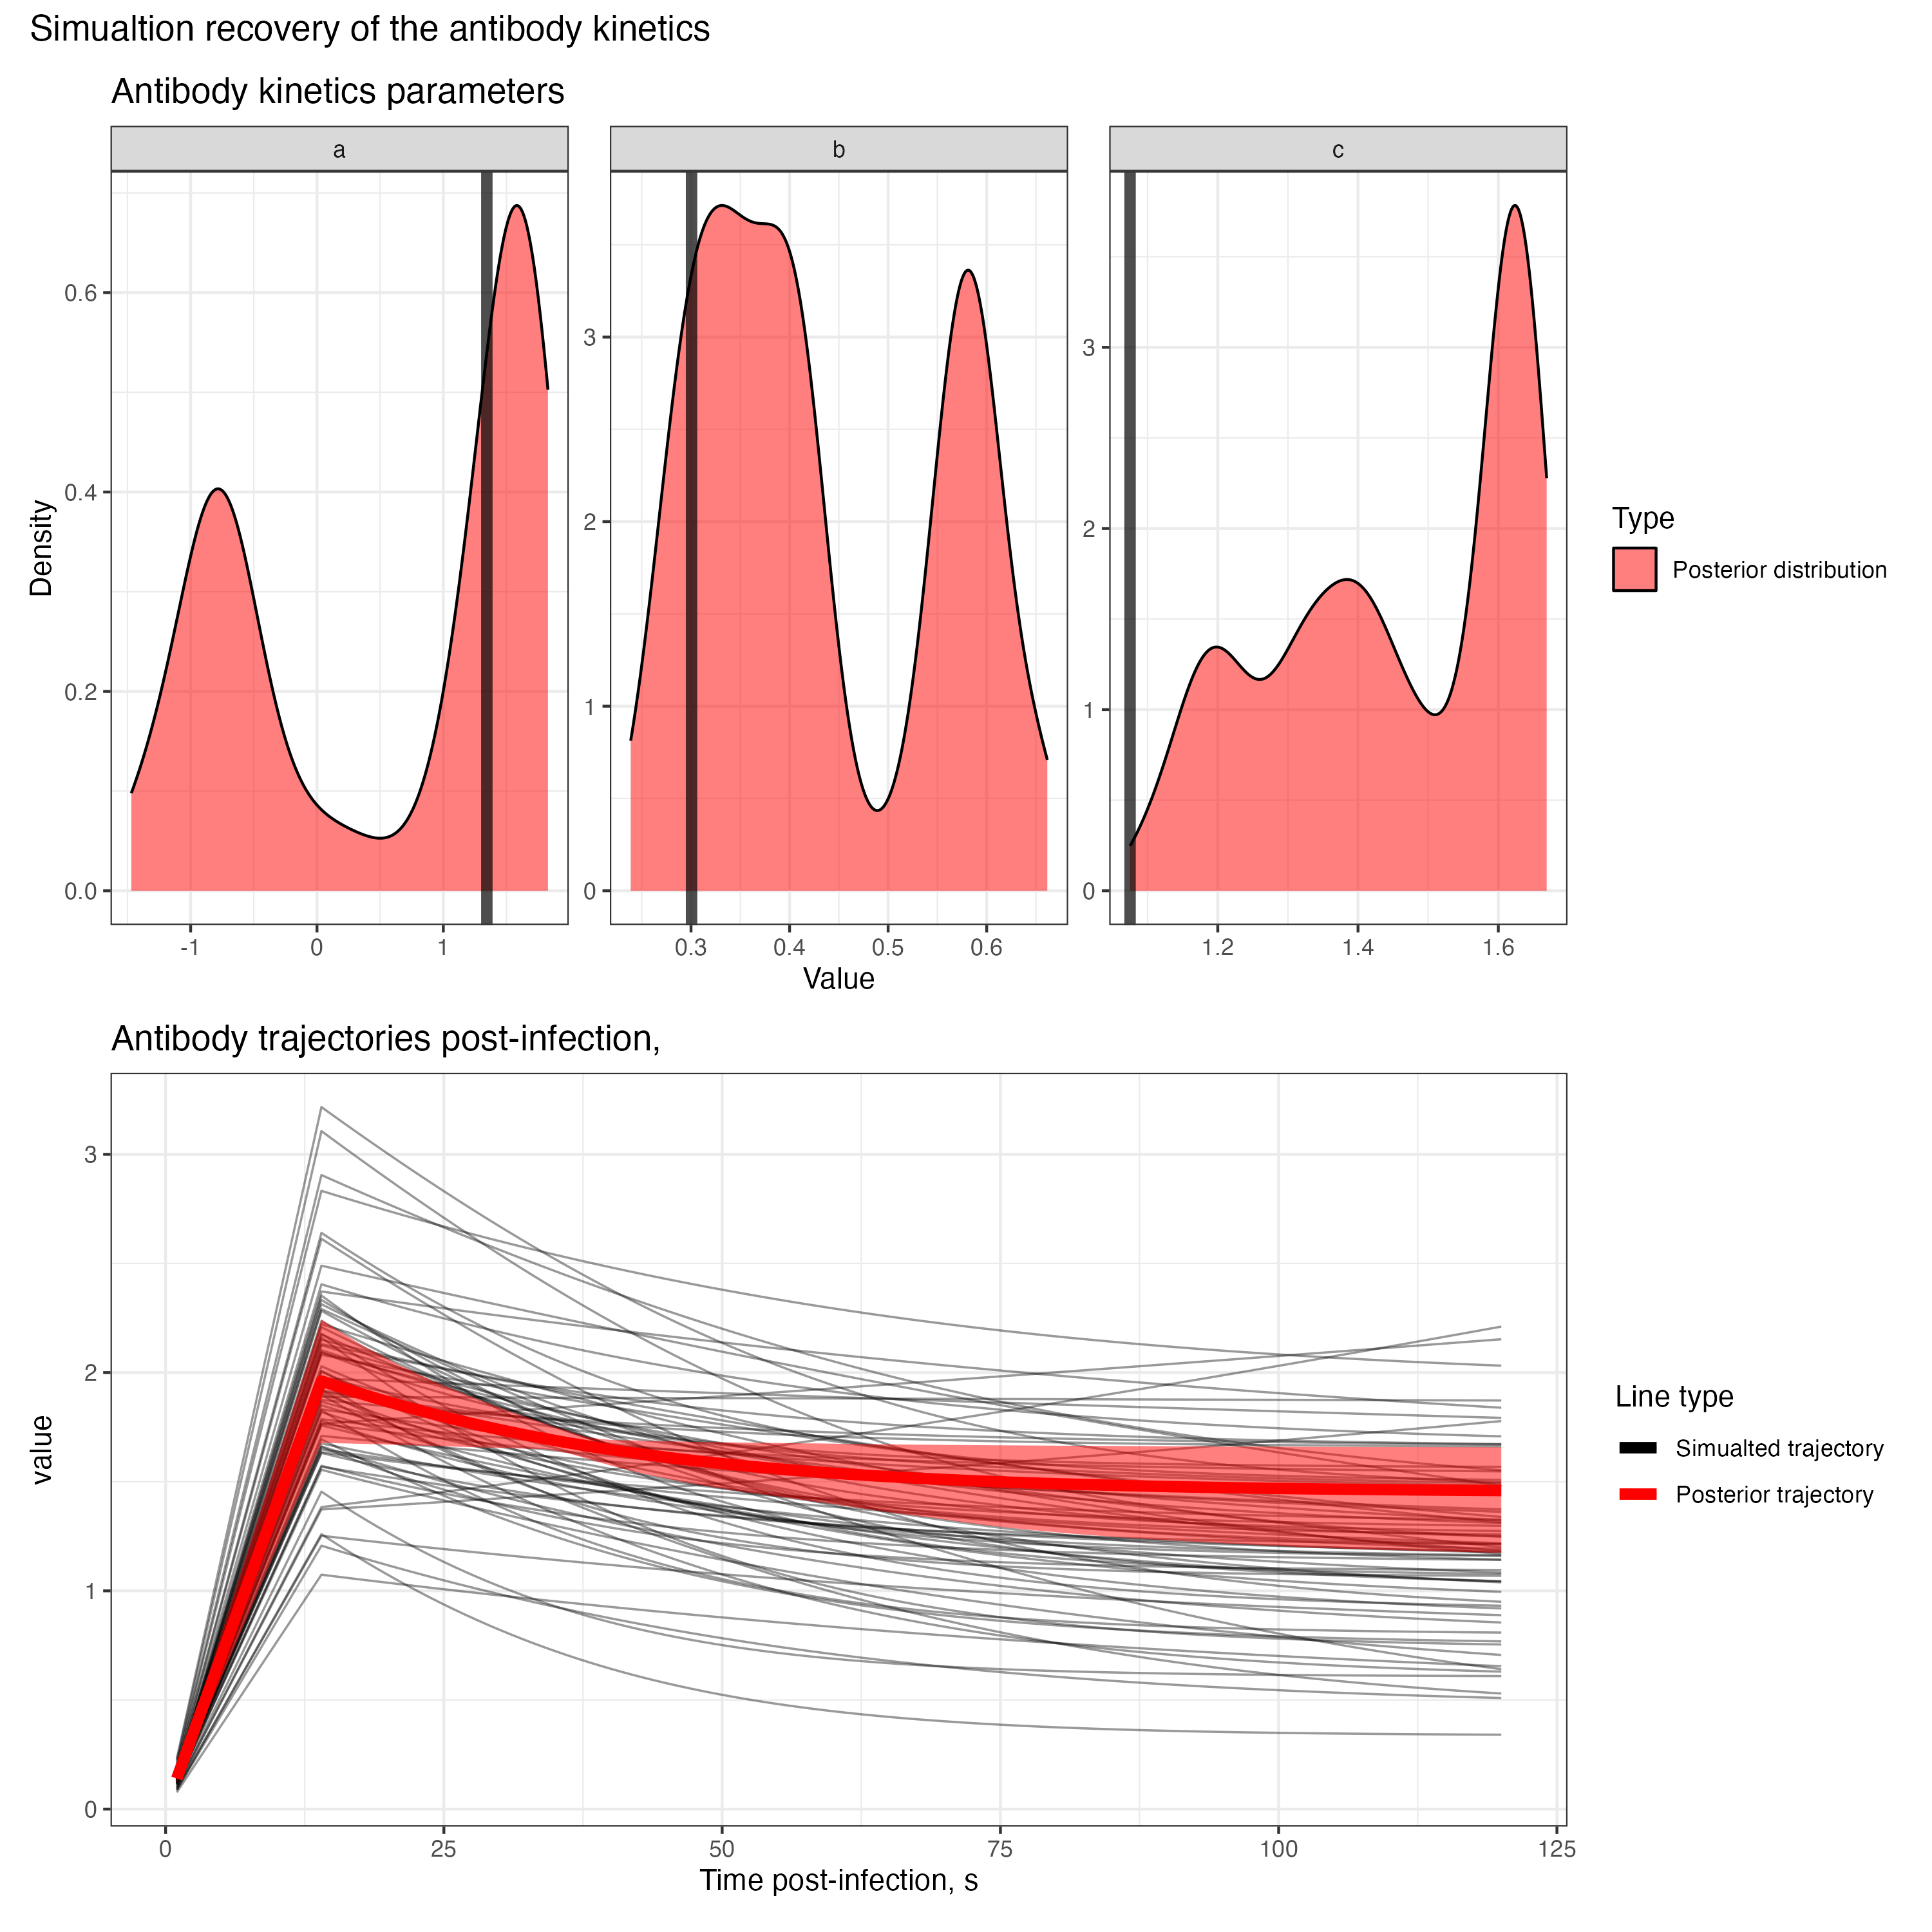 Simualtion recovery of the antibody kinetics
Antibody kinetics parameters
a
b
c
Density
0.6
0.4
0.2
0.0
-1
0
1
3
2
1
0
0.3
0.4
0.5
0.6
3
2
1
0
1.2
1.4
1.6
Value
Type
Posterior distribution
Antibody trajectories post-infection,
value
3
2
1
0
0
25
50
75
100
125
Time post-infection, s
Line type
Simualted trajectory
Posterior trajectory